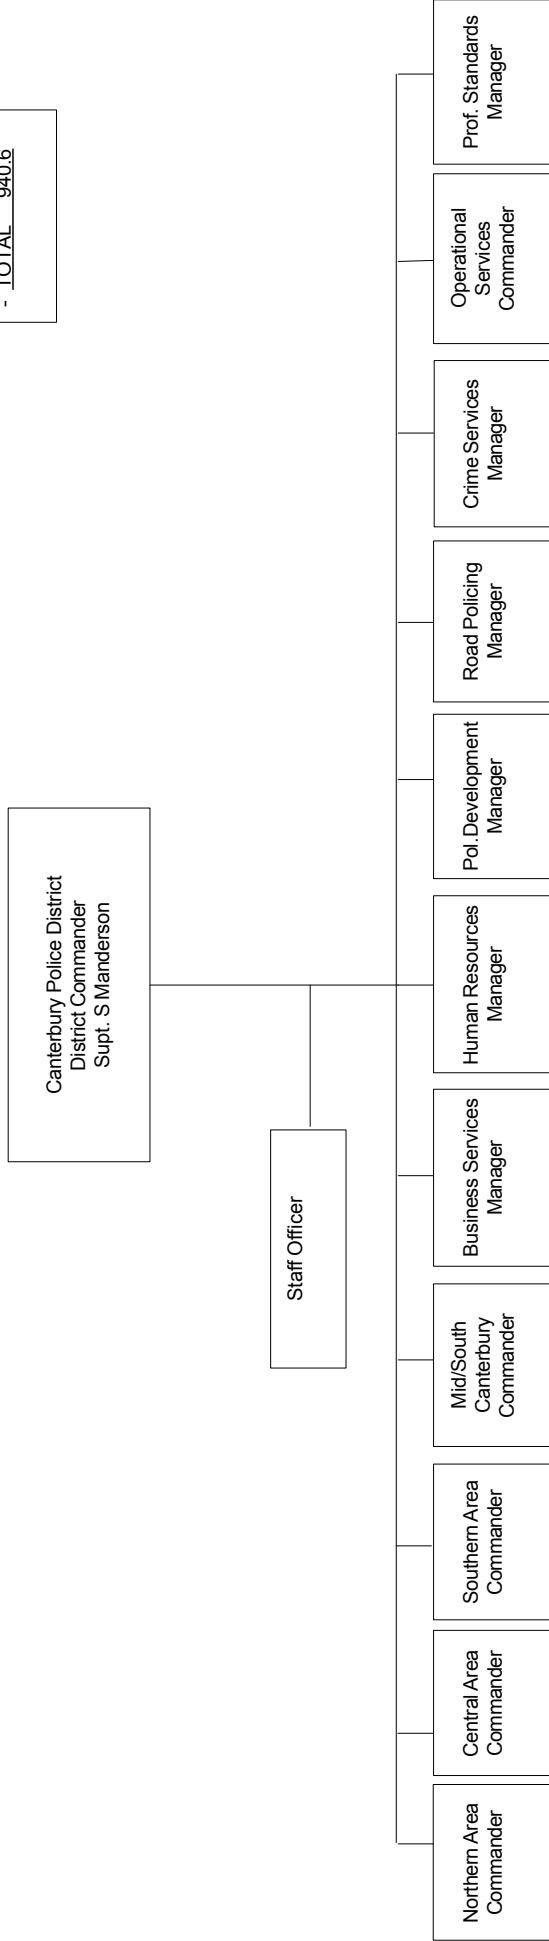 - TOTAL 940.6
Canterbury Police District
District Commander
Supt. S Manderson
Staff Officer
Northern Area
Commander
Central Area
Commander
Southern Area
Commander
Mid/South
Canterbury
Commander
Business Services
Manager
Human Resources
Manager
Pol.Development
Manager
Road Policing
Manager
Crime Services
Manager
Operational
Services
Commander
Prof. Standards
Manager